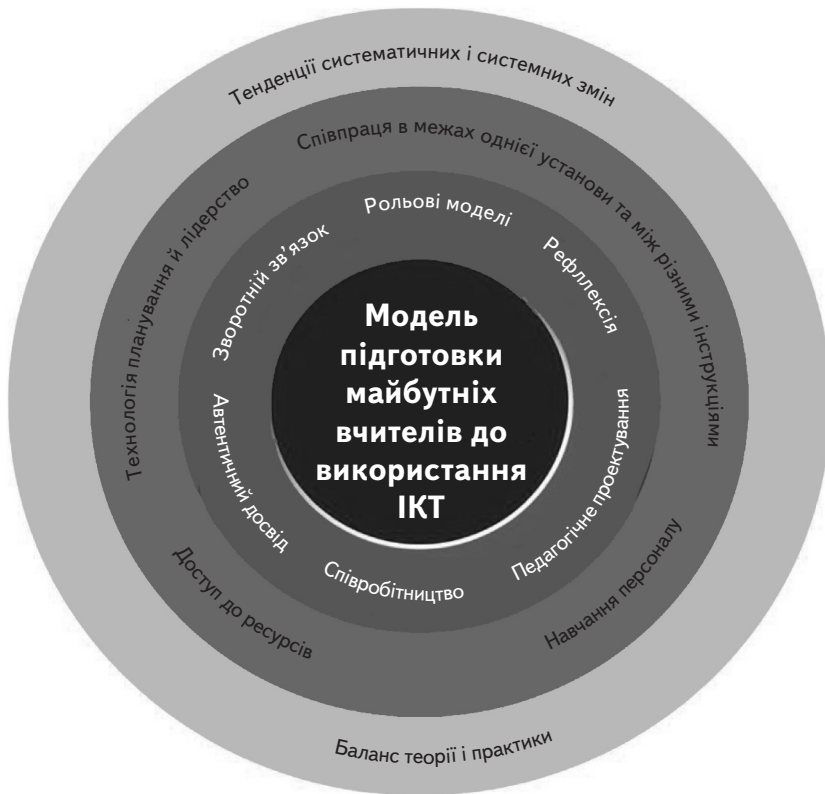 Тенденції систематичних і системних змін
Співпраця в межах однієї установи та між різними інструкціями
Технологія планування й лідерство
Рольові моделі
Зворотній зв’язок
Рефллексія
Модель
підготовки
майбутніх
вчителів до
використання
ІКТ
Автентичний досвід
Педагогічне проектування
Співробітництво
Доступ до ресурсів
Навчання персоналу
Баланс теорії і практики